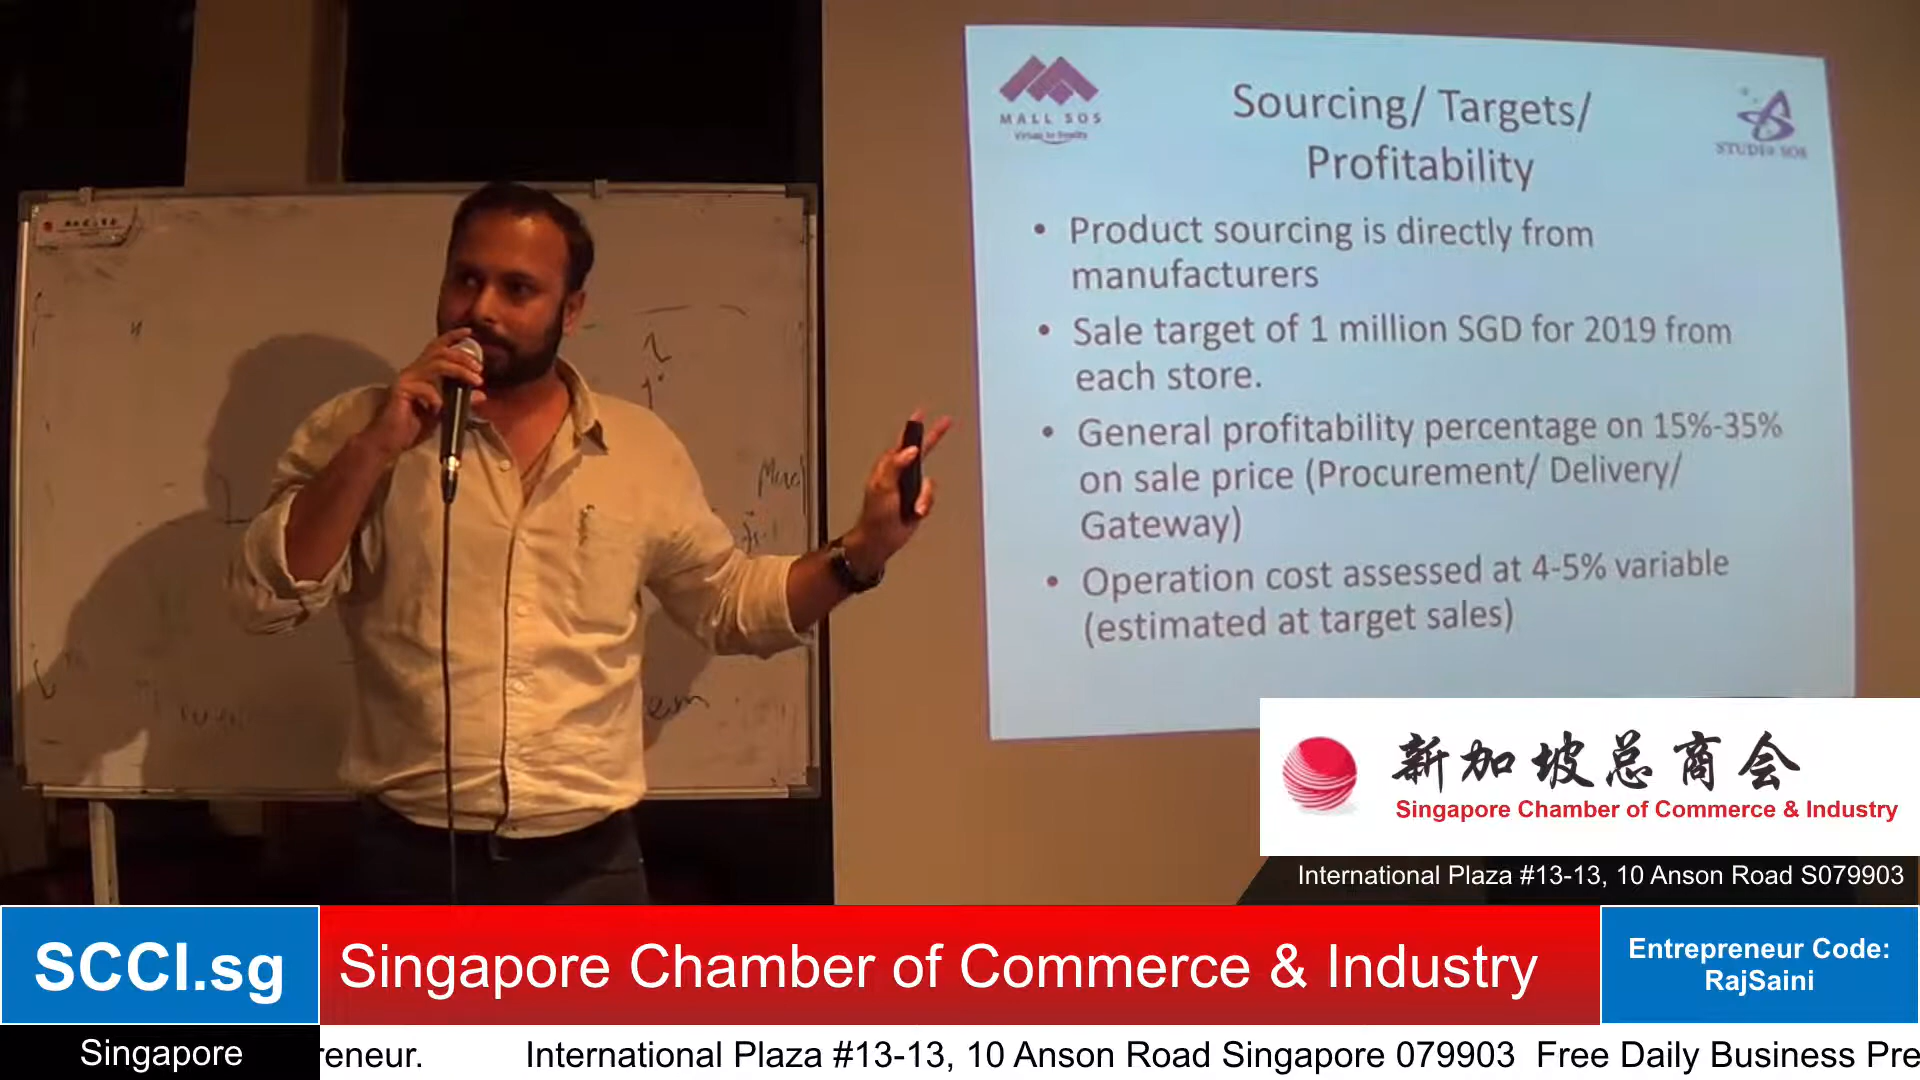 MALL SOS
Virtual to Reality
Sourcing/ Targets/
Profitability
• Product sourcing is directly from
manufacturers
• Sale target of 1 million SGD for 2019 from
each store.
• General profitability percentage on 15%-35%
on sale price (Procurement/ Delivery/
Gateway)
• Operation cost assessed at 4-5% variable
(estimated at target sales)
新加坡总商会
Singapore Chamber of Commerce & Industry
International Plaza #13-13, 10 Anson Road S079903
SCCI.sg
Singapore Chamber of Commerce & Industry
Entrepreneur Code:
RajSaini
Singapore
reneur. International Plaza #13-13, 10 Anson Road Singapore 079903 Free Daily Business Pre